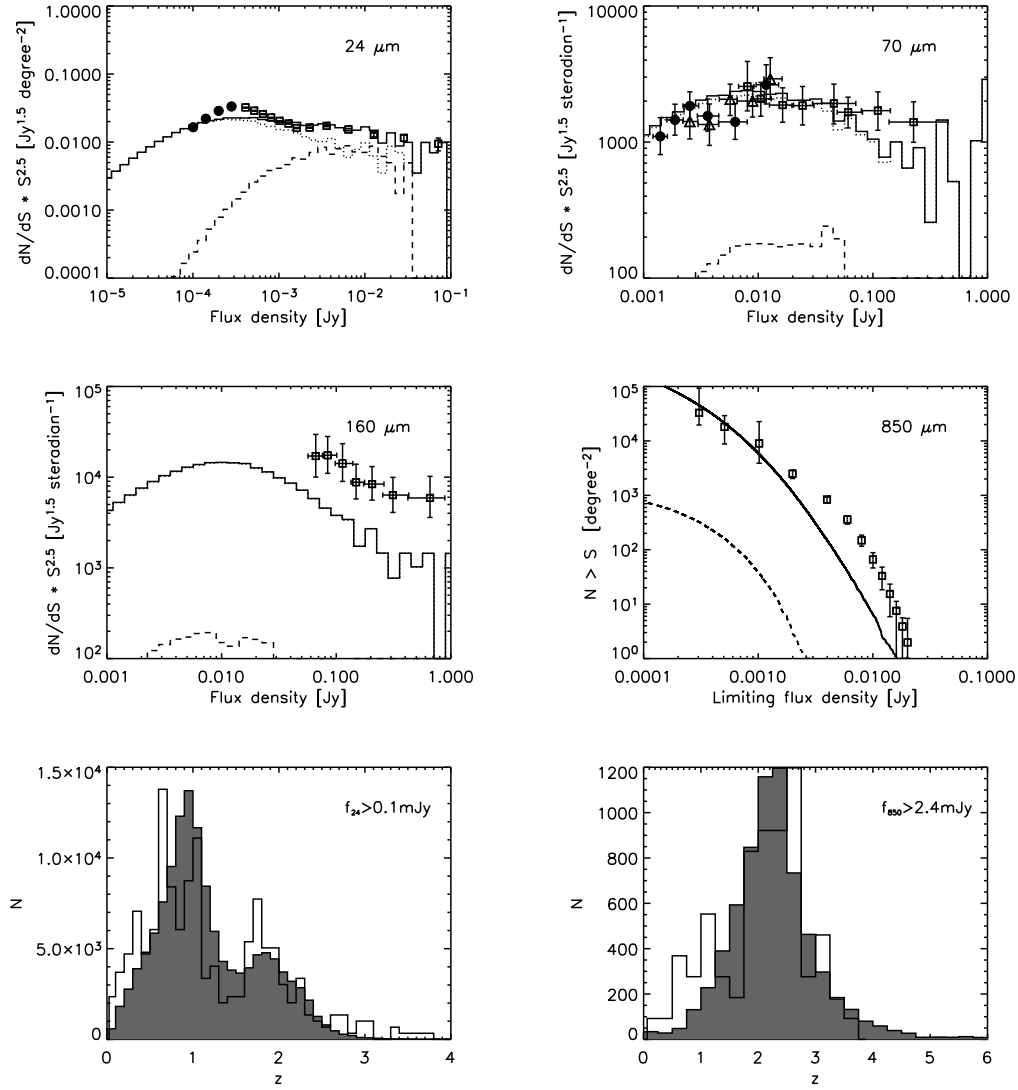 24 μm
dN/dS * S^2.5 [Jy^1.5 degree^−2]
1.0000
0.1000
0.0100
0.0010
0.0001
10^−5 10^−4 10^−3 10^−2 10^−1
Flux density [Jy]
70 μm
dN/dS * S^2.5 [Jy^1.5 steradian^−1]
10000
1000
100
0.001 0.010 0.100 1.000
Flux density [Jy]
160 μm
dN/dS * S^2.5 [Jy^1.5 steradian^−1]
10^5
10^4
10^3
10^2
0.001 0.010 0.100 1.000
Flux density [Jy]
850 μm
N > S [degree^−2]
10^5
10^4
10^3
10^2
10^1
10^0
0.0001 0.0010 0.0100 0.1000
Limiting flux density [Jy]
f₂₄>0.1mJy
N
1.5×10^4
1.0×10^4
5.0×10^3
0
0 1 2 3 4
z
f₈₅₀>2.4mJy
N
1200
1000
800
600
400
200
0
0 1 2 3 4 5 6
z